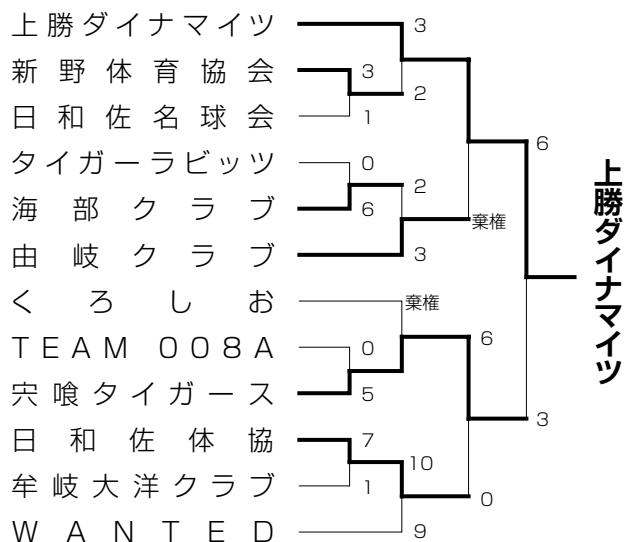 上勝ダイナマイツ
新野体育協会
日和佐名球会
タイガーラビッツ
海部クラブ
由岐クラブ
くろしお
TEAM 008A
宍喰タイガース
日和佐体協
牟岐大洋クラブ
WANTED
3
3
2
1
0
2
6
3
棄権
棄権
0
6
5
7
10
1
9
0
6
3
上勝ダイナマイツ